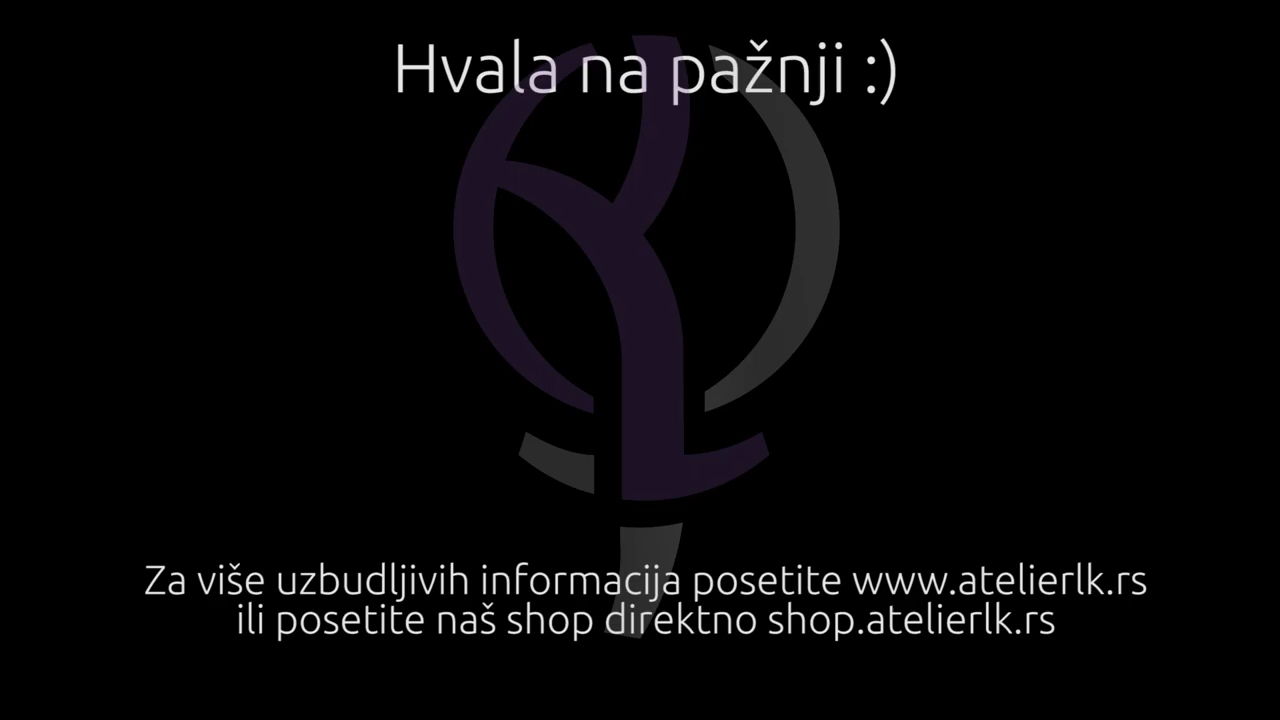 Hvala na pažnji :)
Za više uzbudljivih informacija posetite www.atelierlk.rs
ili posetite naš shop direktno shop.atelierlk.rs